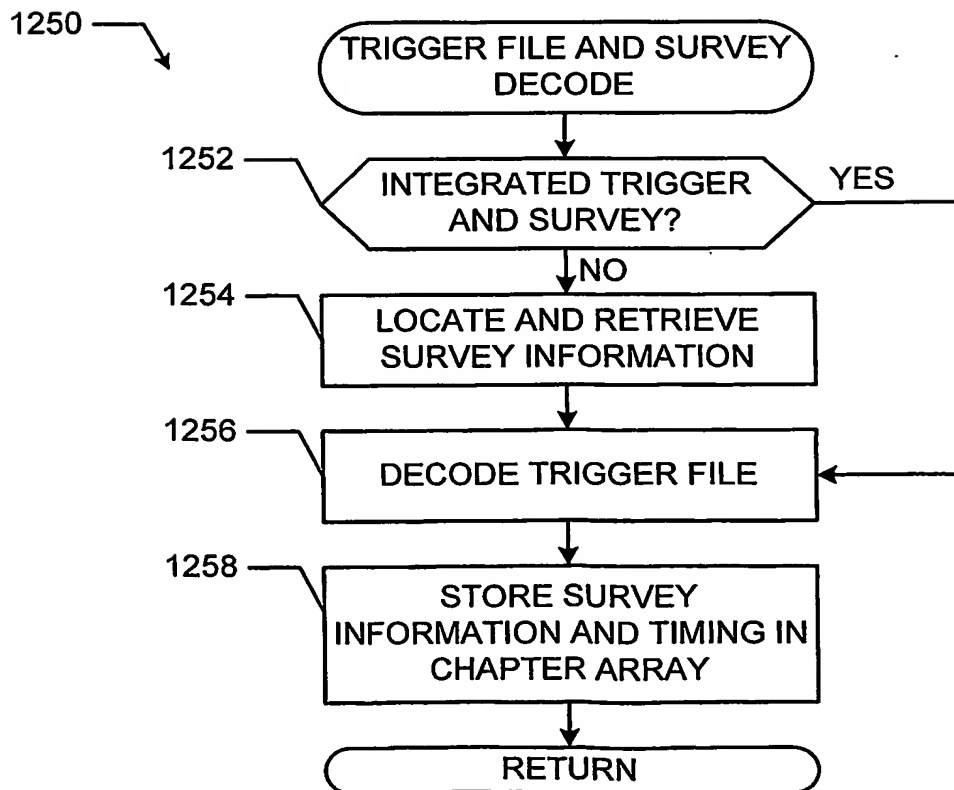 1250
TRIGGER FILE AND SURVEY
DECODE
1252
INTEGRATED TRIGGER
AND SURVEY?
YES
NO
1254
LOCATE AND RETRIEVE
SURVEY INFORMATION
1256
DECODE TRIGGER FILE
1258
STORE SURVEY
INFORMATION AND TIMING IN
CHAPTER ARRAY
RETURN